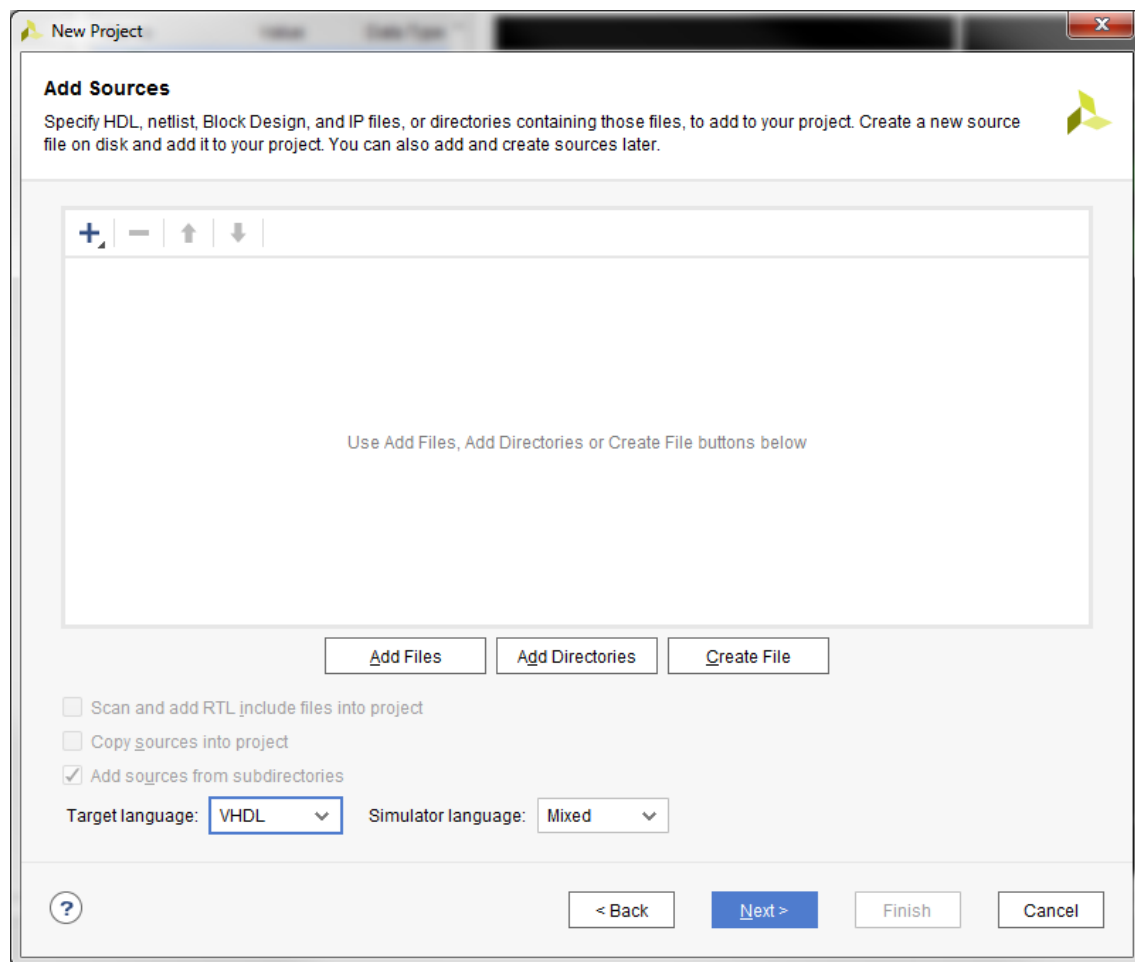 New Project
Value Data Type
Add Sources
Specify HDL, netlist, Block Design, and IP files, or directories containing those files, to add to your project. Create a new source
file on disk and add it to your project. You can also add and create sources later.
Use Add Files, Add Directories or Create File buttons below
Add Files Add Directories Create File
Scan and add RTL include files into project
Copy sources into project
Add sources from subdirectories
Target language: VHDL Simulator language: Mixed
? < Back Next > Finish Cancel